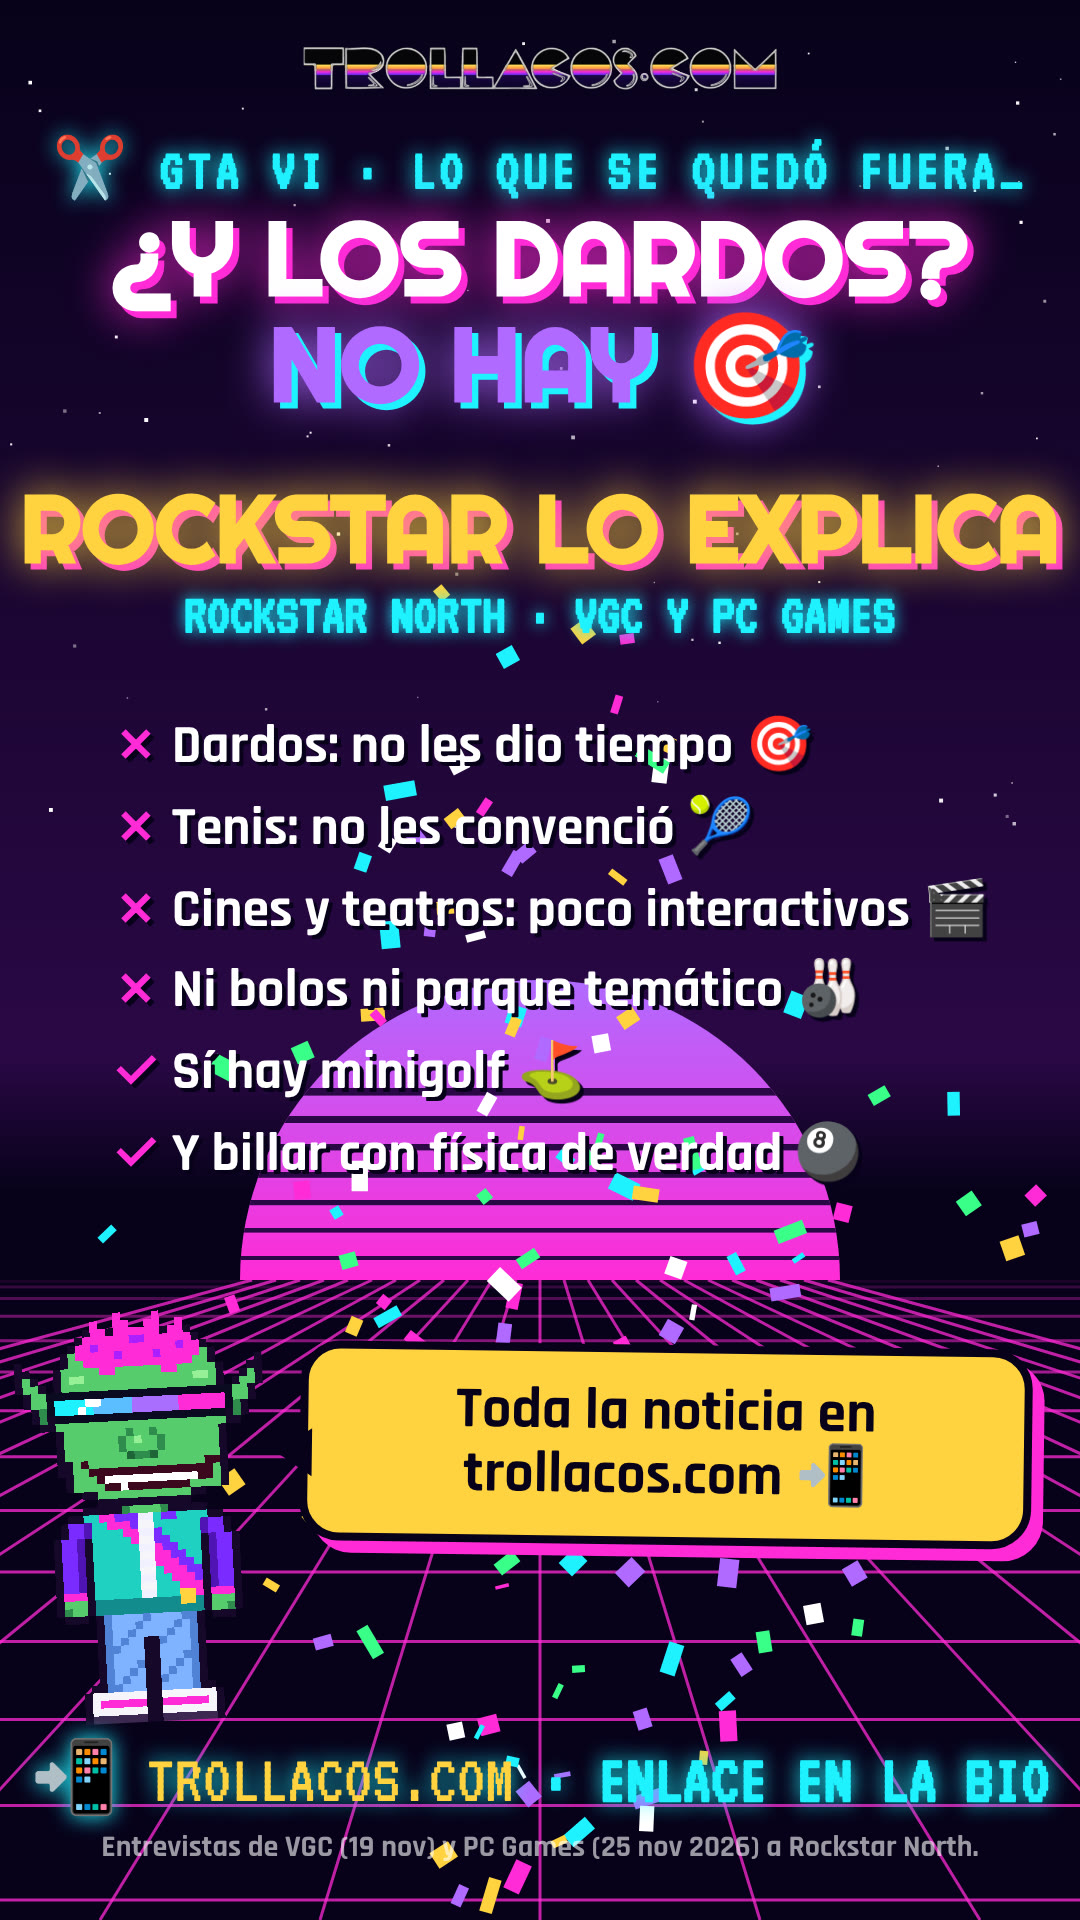 TROLLACOS.COM
GTA VI · LO QUE SE QUEDÓ FUERA_
¿Y LOS DARDOS?
NO HAY
ROCKSTAR LO EXPLICA
ROCKSTAR NORTH · VGC Y PC GAMES
✕ Dardos: no les dio tiempo
✕ Tenis: no les convenció
✕ Cines y teatros: poco interactivos
✕ Ni bolos ni parque temático
✓ Sí hay minigolf
✓ Y billar con física de verdad
Toda la noticia en
trollacos.com
TROLLACOS.COM · ENLACE EN LA BIO
Entrevistas de VGC (19 nov) y PC Games (25 nov 2026) a Rockstar North.